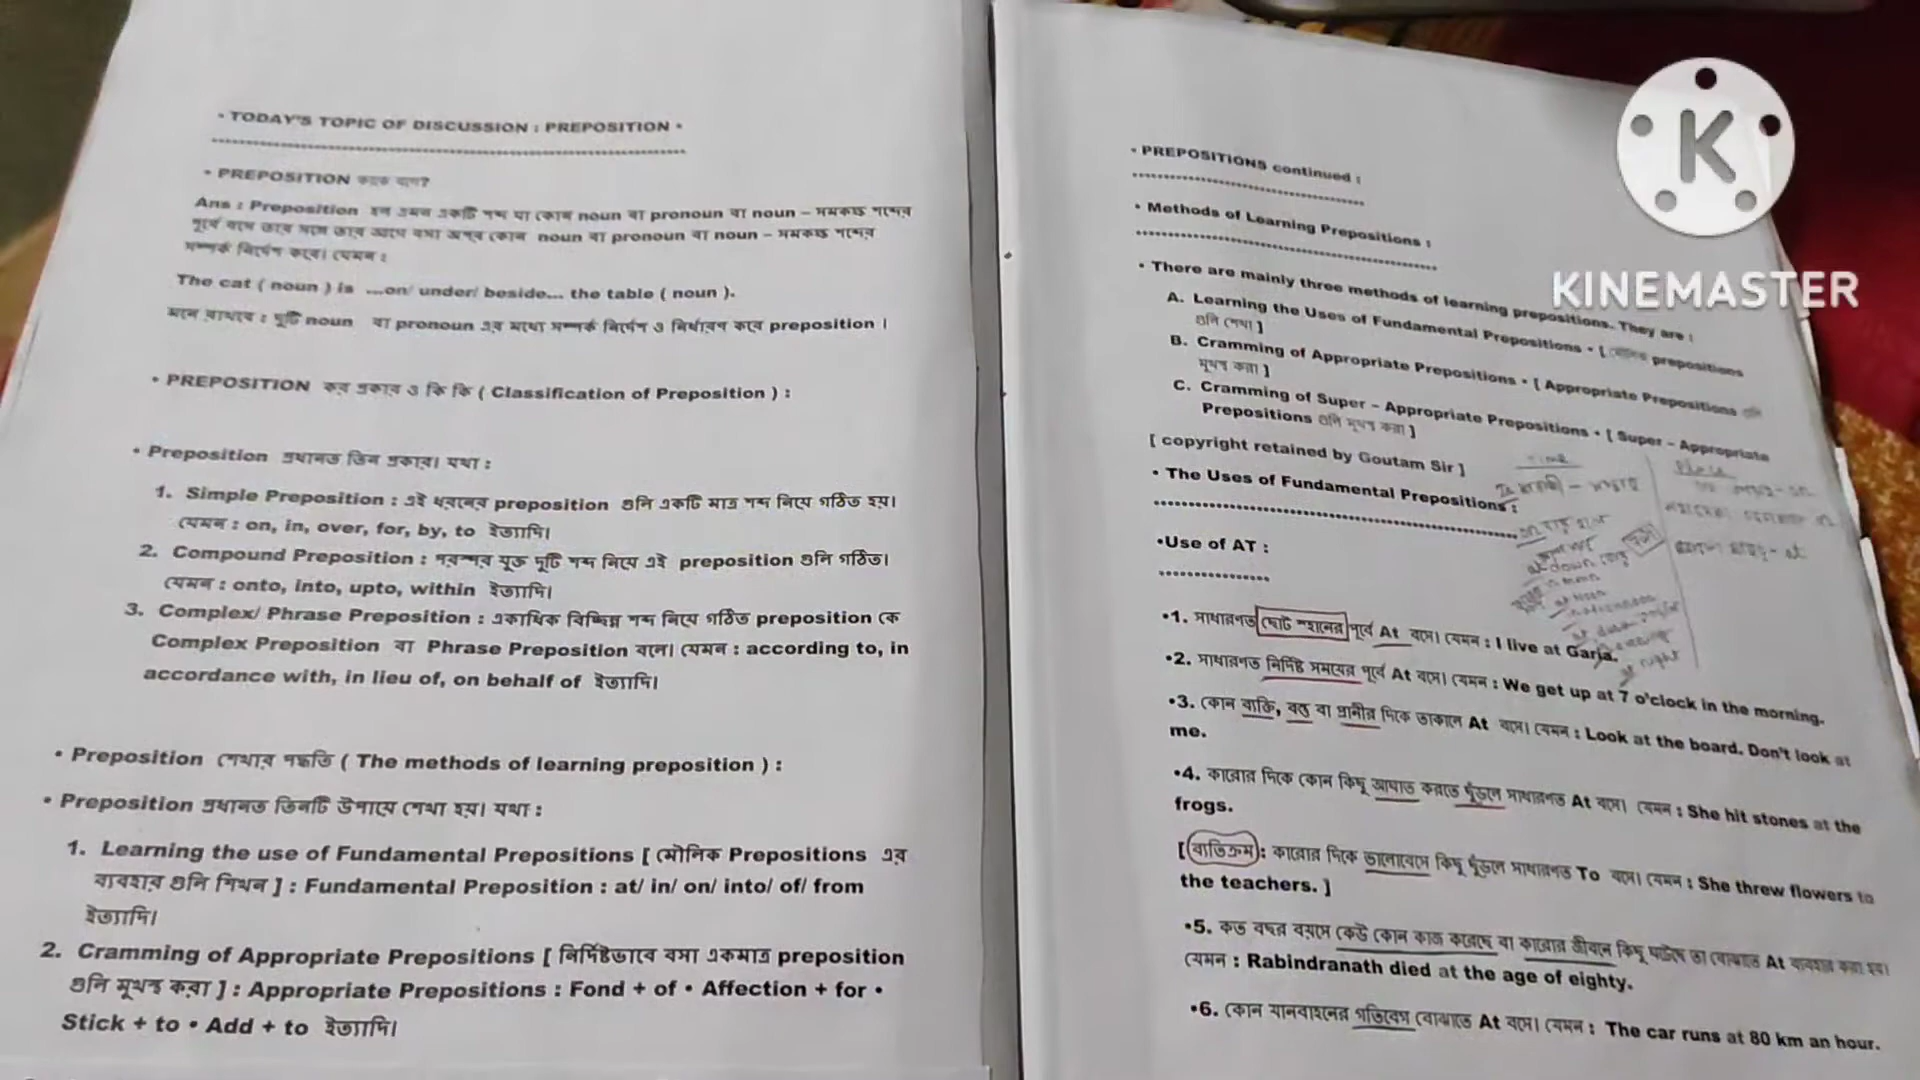 • TODAY'S TOPIC OF DISCUSSION : PREPOSITION •
• PREPOSITION কাকে বলে?
Ans : Preposition হল এমন একটি শব্দ যা কোন noun বা pronoun বা noun – সমকক্ষ শব্দের
পূর্বে বসে তার সঙ্গে তার আগে বসা অপর কোন noun বা pronoun বা noun – সমকক্ষ শব্দের
সম্পর্ক নির্দেশ করে। যেমন :
The cat ( noun ) is ...on/ under/ beside... the table ( noun ).
মনে রাখবে : দুটি noun বা pronoun এর মধ্যে সম্পর্ক নির্দেশ ও নির্ধারণ করে preposition ।
• PREPOSITION কয় প্রকার ও কি কি ( Classification of Preposition ) :
• Preposition প্রধানত তিন প্রকার। যথা :
1. Simple Preposition : এই ধরনের preposition গুলি একটি মাত্র শব্দ নিয়ে গঠিত হয়।
যেমন : on, in, over, for, by, to ইত্যাদি।
2. Compound Preposition : পরস্পর যুক্ত দুটি শব্দ নিয়ে এই preposition গুলি গঠিত।
যেমন : onto, into, upto, within ইত্যাদি।
3. Complex/ Phrase Preposition : একাধিক বিচ্ছিন্ন শব্দ নিয়ে গঠিত preposition কে
Complex Preposition বা Phrase Preposition বলে। যেমন : according to, in
accordance with, in lieu of, on behalf of ইত্যাদি।
• Preposition শেখার পদ্ধতি ( The methods of learning preposition ) :
• Preposition প্রধানত তিনটি উপায়ে শেখা হয়। যথা :
1. Learning the use of Fundamental Prepositions [ মৌলিক Prepositions এর
ব্যবহার গুলি শিখন ] : Fundamental Preposition : at/ in/ on/ into/ of/ from
ইত্যাদি।
2. Cramming of Appropriate Prepositions [ নির্দিষ্টভাবে বসা একমাত্র preposition
গুলি মুখস্থ করা ] : Appropriate Prepositions : Fond + of • Affection + for •
Stick + to • Add + to ইত্যাদি।
• PREPOSITIONS continued :
• Methods of Learning Prepositions :
• There are mainly three methods of learning prepositions. They are :
A. Learning the Uses of Fundamental Prepositions • [ মৌলিক prepositions
গুলি শেখা ]
B. Cramming of Appropriate Prepositions • [ Appropriate Prepositions গুলি
মুখস্থ করা ]
C. Cramming of Super – Appropriate Prepositions • [ Super – Appropriate
Prepositions গুলি মুখস্থ করা ]
[ copyright retained by Goutam Sir ]
• The Uses of Fundamental Prepositions :
Time
Place
•Use of AT :
•1. সাধারণত ছোট স্থানের পূর্বে At বসে। যেমন : I live at Garia.
•2. সাধারণত নির্দিষ্ট সময়ের পূর্বে At বসে। যেমন : We get up at 7 o'clock in the morning.
•3. কোন ব্যক্তি, বস্তু বা প্রানীর দিকে তাকালে At বসে। যেমন : Look at the board. Don't look at
me.
•4. কারোর দিকে কোন কিছু আঘাত করতে ছুঁড়লে সাধারণত At বসে। যেমন : She hit stones at the
frogs.
[ ব্যতিক্রম : কারোর দিকে ভালোবেসে কিছু ছুঁড়লে সাধারণত To বসে। যেমন : She threw flowers to
the teachers. ]
•5. কত বছর বয়সে কেউ কোন কাজ করেছে বা কারোর জীবনে কিছু ঘটেছে তা বোঝাতে At ব্যবহার করা হয়।
যেমন : Rabindranath died at the age of eighty.
•6. কোন যানবাহনের গতিবেগ বোঝাতে At বসে। যেমন : The car runs at 80 km an hour.
K
KINEMASTER